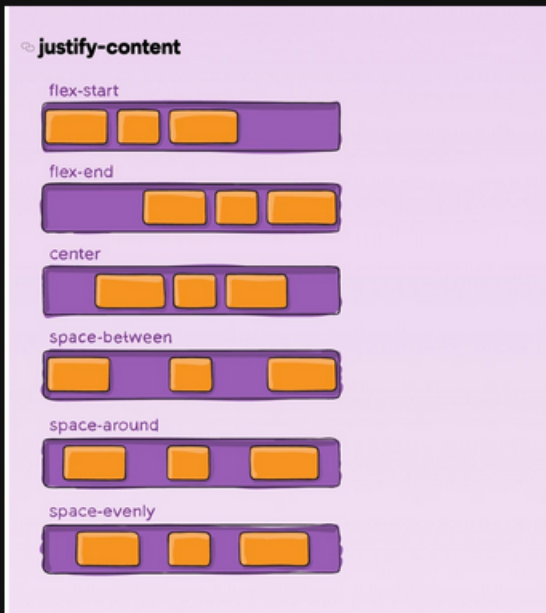 justify-content
flex-start
flex-end
center
space-between
space-around
space-evenly